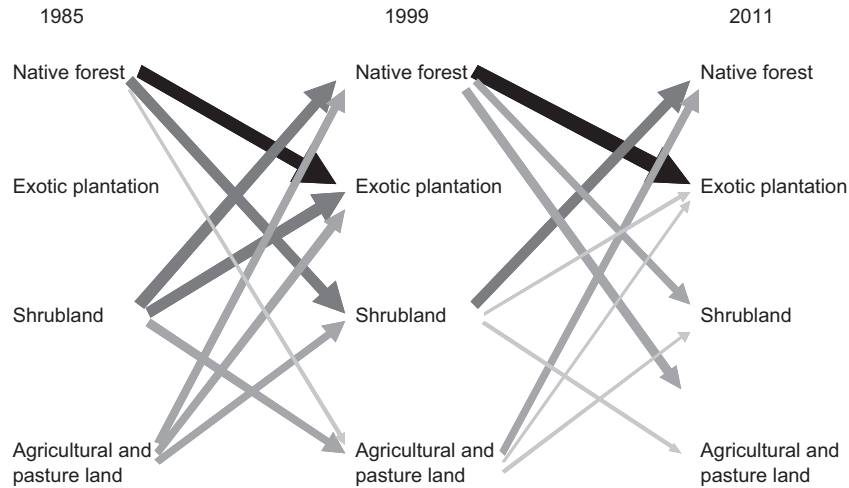 1985 1999 2011
Native forest Native forest Native forest
Exotic plantation Exotic plantation Exotic plantation
Shrubland Shrubland Shrubland
Agricultural and Agricultural and Agricultural and
pasture land pasture land pasture land